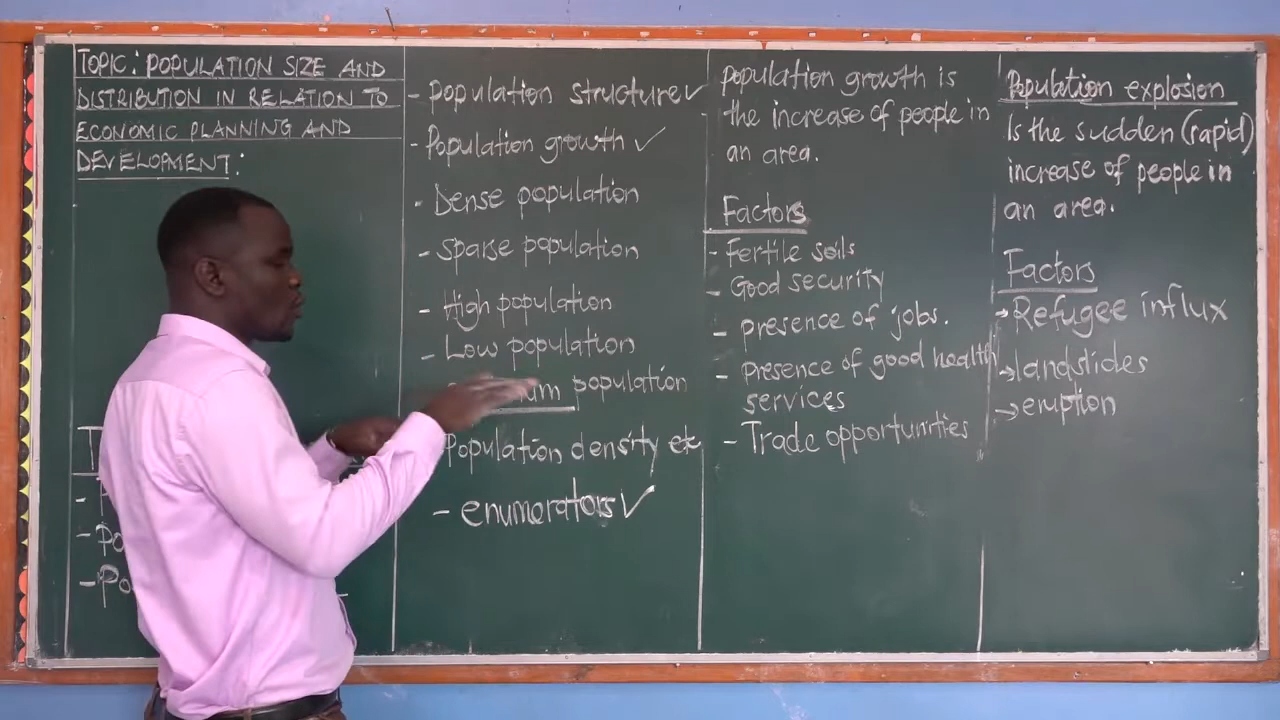 TOPIC: POPULATION SIZE AND
DISTRIBUTION IN RELATION TO
ECONOMIC PLANNING AND
DEVELOPMENT:
- Population structure ✓
- Population growth ✓
- Dense population
- Sparse population
- High population
- Low population
population
Population density etc
- enumerators ✓
population growth is
the increase of people in
an area.
Factors
- Fertile soils
- Good security
- presence of jobs.
- presence of good health
services
- Trade opportunities
Population explosion
Is the sudden (rapid)
increase of people in
an area.
Factors
→ Refugee influx
→ landslides
→ eruption